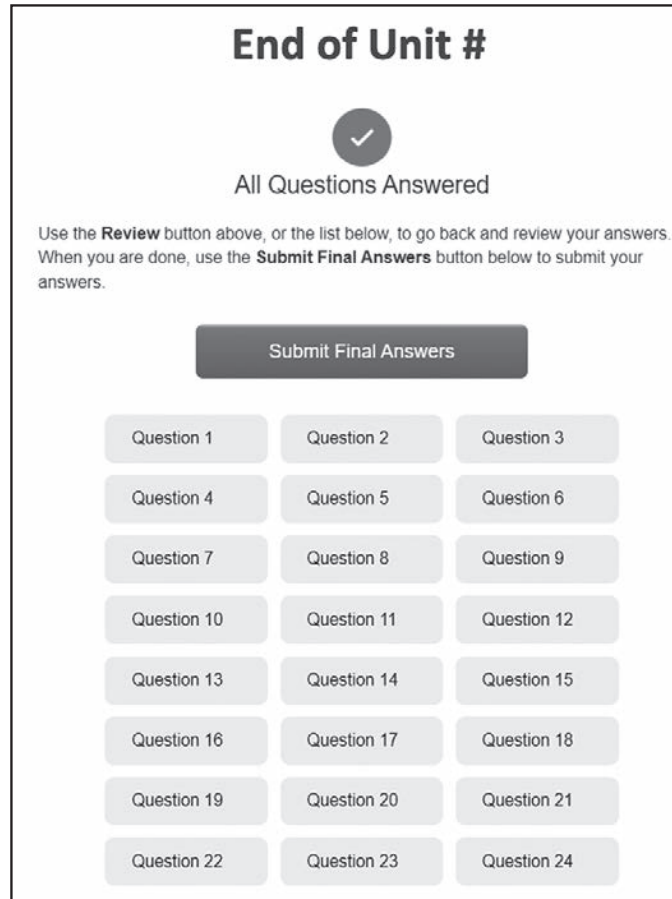 End of Unit #
All Questions Answered
Use the Review button above, or the list below, to go back and review your answers.
When you are done, use the Submit Final Answers button below to submit your
answers.
Submit Final Answers
Question 1 Question 2 Question 3
Question 4 Question 5 Question 6
Question 7 Question 8 Question 9
Question 10 Question 11 Question 12
Question 13 Question 14 Question 15
Question 16 Question 17 Question 18
Question 19 Question 20 Question 21
Question 22 Question 23 Question 24